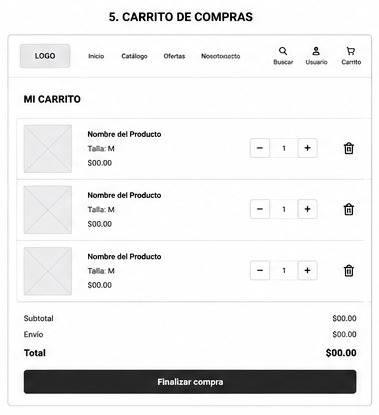 5. CARRITO DE COMPRAS
LOGO Inicio Catálogo Ofertas Nosotoносto Buscar Usuario Carrito
MI CARRITO
Nombre del Producto
Talla: M
$00.00
− 1 +
Nombre del Producto
Talla: M
$00.00
− 1 +
Nombre del Producto
Talla: M
$00.00
− 1 +
Subtotal $00.00
Envío $00.00
Total $00.00
Finalizar compra